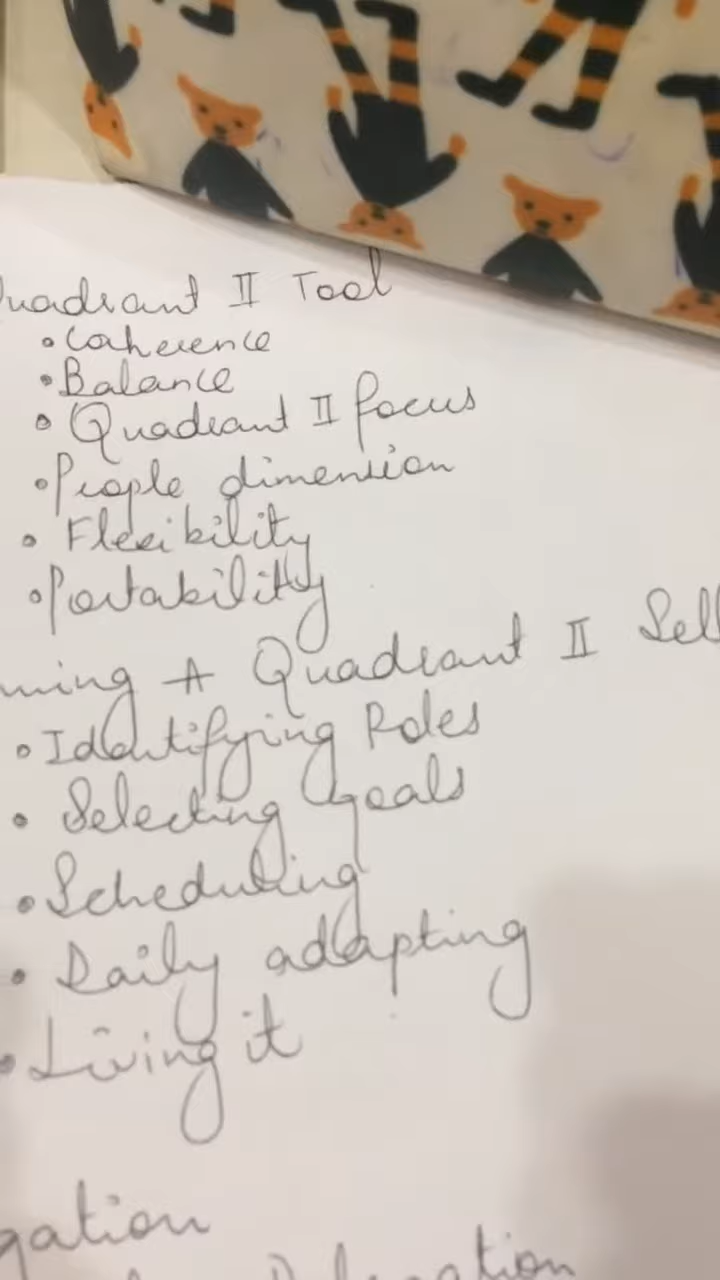 Quadrant II Tool
• Coherence
• Balance
• Quadrant II focus
• People dimension
• Flexibility
• Portability
A Quadrant II
• Identifying Roles
• Selecting goals
• Scheduling
• Daily adapting
• Living it
gation